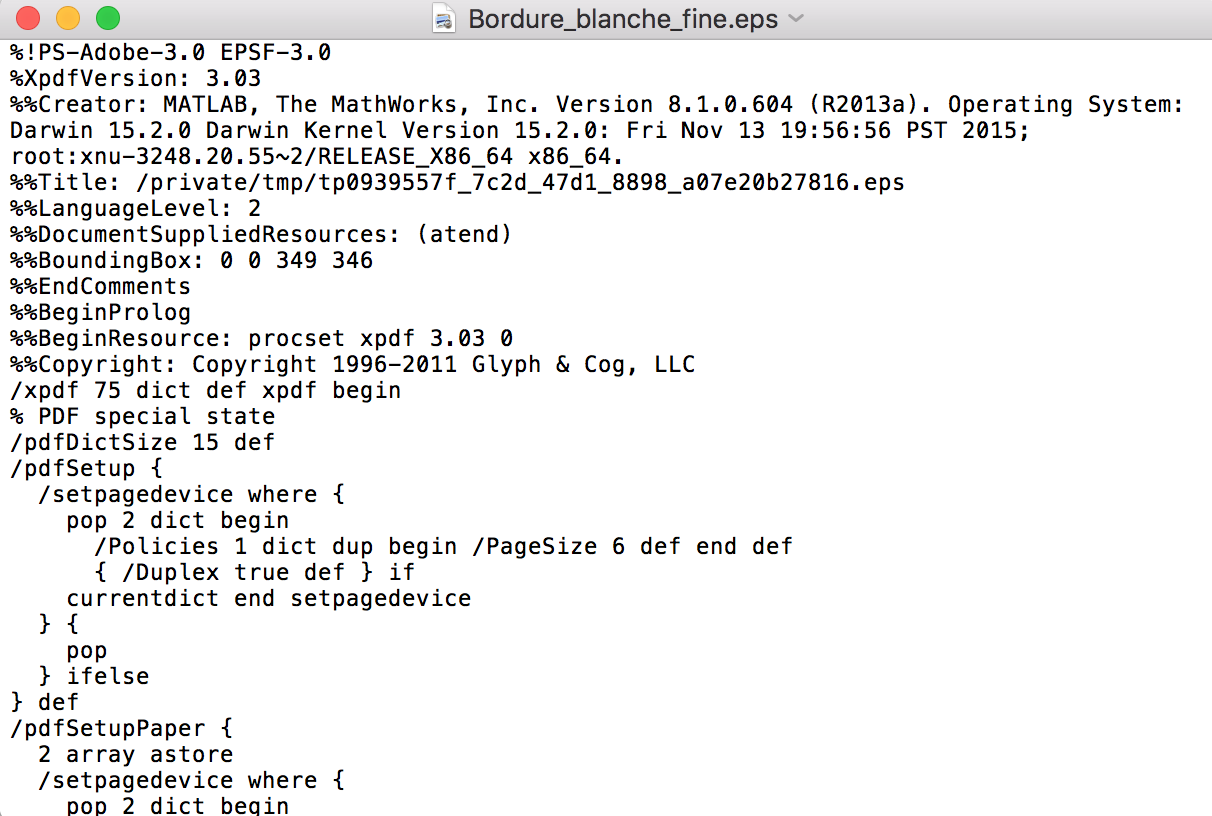 Bordure_blanche_fine.eps
%!PS-Adobe-3.0 EPSF-3.0
%XpdfVersion: 3.03
%%Creator: MATLAB, The MathWorks, Inc. Version 8.1.0.604 (R2013a). Operating System:
Darwin 15.2.0 Darwin Kernel Version 15.2.0: Fri Nov 13 19:56:56 PST 2015;
root:xnu-3248.20.55~2/RELEASE_X86_64 x86_64.
%%Title: /private/tmp/tp0939557f_7c2d_47d1_8898_a07e20b27816.eps
%%LanguageLevel: 2
%%DocumentSuppliedResources: (atend)
%%BoundingBox: 0 0 349 346
%%EndComments
%%BeginProlog
%%BeginResource: procset xpdf 3.03 0
%%Copyright: Copyright 1996-2011 Glyph & Cog, LLC
/xpdf 75 dict def xpdf begin
% PDF special state
/pdfDictSize 15 def
/pdfSetup {
  /setpagedevice where {
    pop 2 dict begin
      /Policies 1 dict dup begin /PageSize 6 def end def
      { /Duplex true def } if
    currentdict end setpagedevice
  } {
    pop
  } ifelse
} def
/pdfSetupPaper {
  2 array astore
  /setpagedevice where {
    pop 2 dict begin